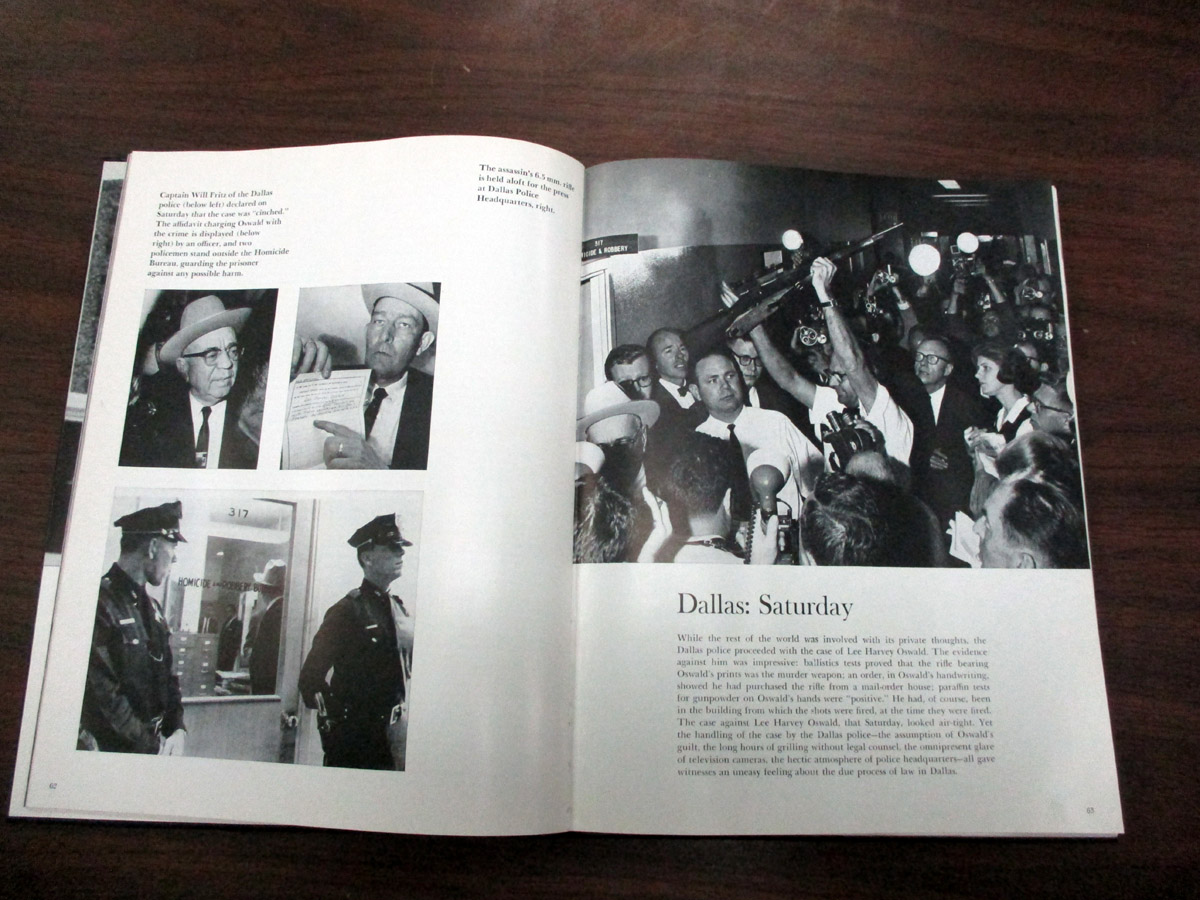 Captain Will Fritz of the Dallas
police (below left) declared on
Saturday that the case was "cinched."
The affidavit charging Oswald with
the crime is displayed (below
right) by an officer, and two
policemen stand outside the Homicide
Bureau, guarding the prisoner
against any possible harm.
The assassin's 6.5 mm. rifle
is held aloft for the press
at Dallas Police
Headquarters, right.
317
HOMICIDE AND ROBBERY B
62
317
ICIDE & ROBBERY
Dallas: Saturday
While the rest of the world was involved with its private thoughts, the
Dallas police proceeded with the case of Lee Harvey Oswald. The evidence
against him was impressive: ballistics tests proved that the rifle bearing
Oswald's prints was the murder weapon; an order, in Oswald's handwriting,
showed he had purchased the rifle from a mail-order house; paraffin tests
for gunpowder on Oswald's hands were "positive." He had, of course, been
in the building from which the shots were fired, at the time they were fired.
The case against Lee Harvey Oswald, that Saturday, looked air-tight. Yet
the handling of the case by the Dallas police—the assumption of Oswald's
guilt, the long hours of grilling without legal counsel, the omnipresent glare
of television cameras, the hectic atmosphere of police headquarters—all gave
witnesses an uneasy feeling about the due process of law in Dallas.
63